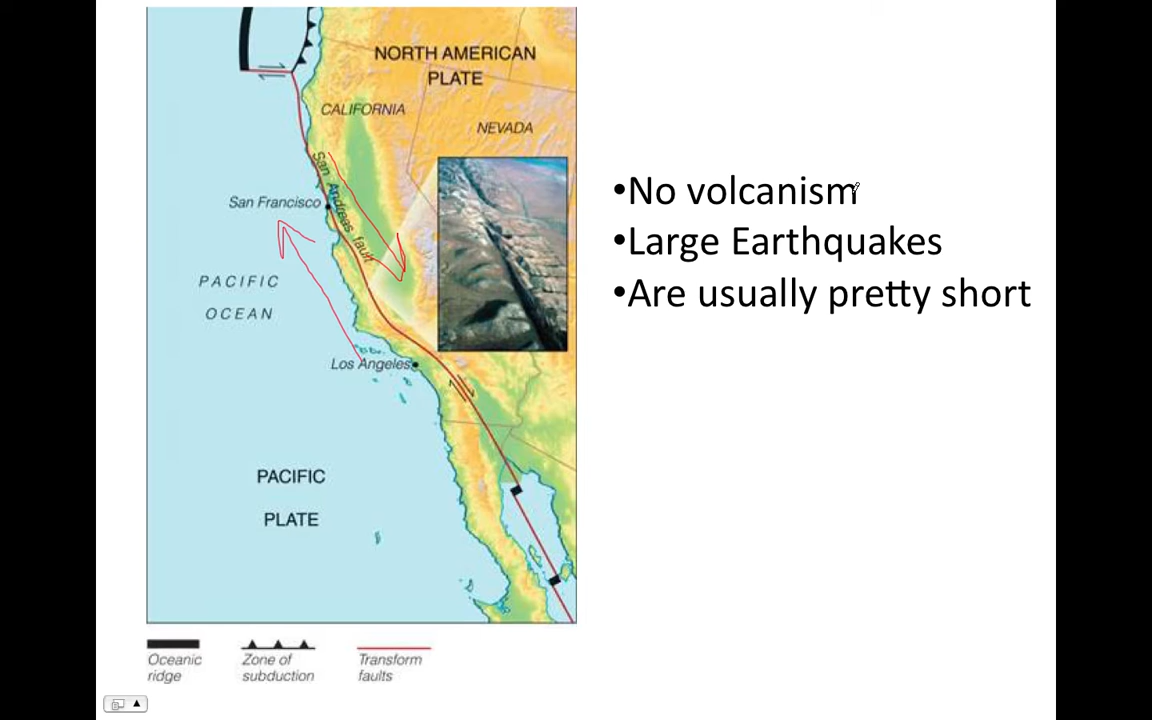 NORTH AMERICAN
PLATE
CALIFORNIA
NEVADA
San Andreas fault
San Francisco
PACIFIC
OCEAN
Los Angeles
PACIFIC
PLATE
Oceanic
ridge
Zone of
subduction
Transform
faults
•No volcanism
•Large Earthquakes
•Are usually pretty short